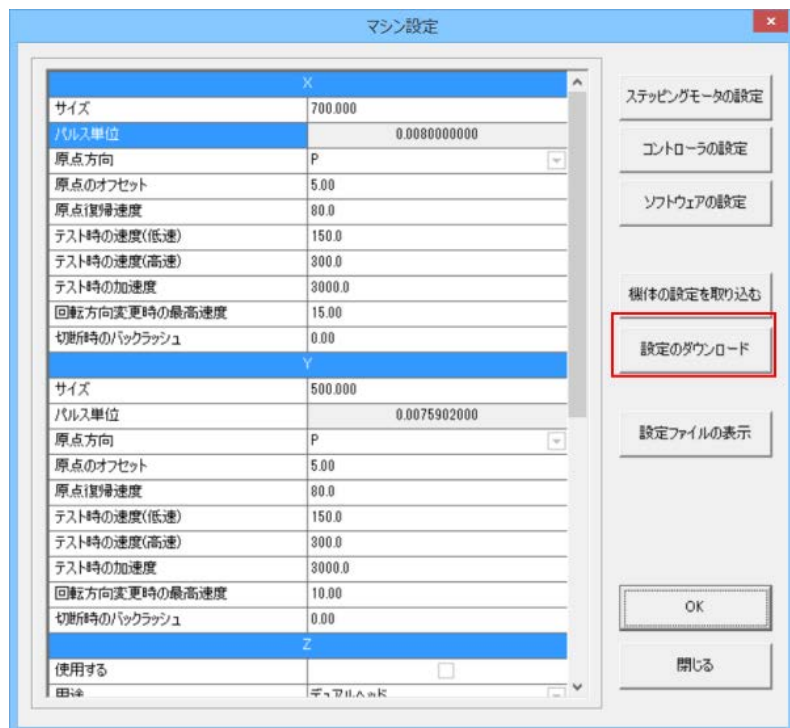 マシン設定
×
X
サイズ 700.000
パルス単位 0.0080000000
原点方向 P
原点のオフセット 5.00
原点復帰速度 80.0
テスト時の速度(低速) 150.0
テスト時の速度(高速) 300.0
テスト時の加速度 3000.0
回転方向変更時の最高速度 15.00
切断時のバックラッシュ 0.00
Y
サイズ 500.000
パルス単位 0.0075902000
原点方向 P
原点のオフセット 5.00
原点復帰速度 80.0
テスト時の速度(低速) 150.0
テスト時の速度(高速) 300.0
テスト時の加速度 3000.0
回転方向変更時の最高速度 10.00
切断時のバックラッシュ 0.00
Z
使用する
用途 デュアルヘッド
ステッピングモータの設定
コントローラの設定
ソフトウェアの設定
機体の設定を取り込む
設定のダウンロード
設定ファイルの表示
OK
閉じる